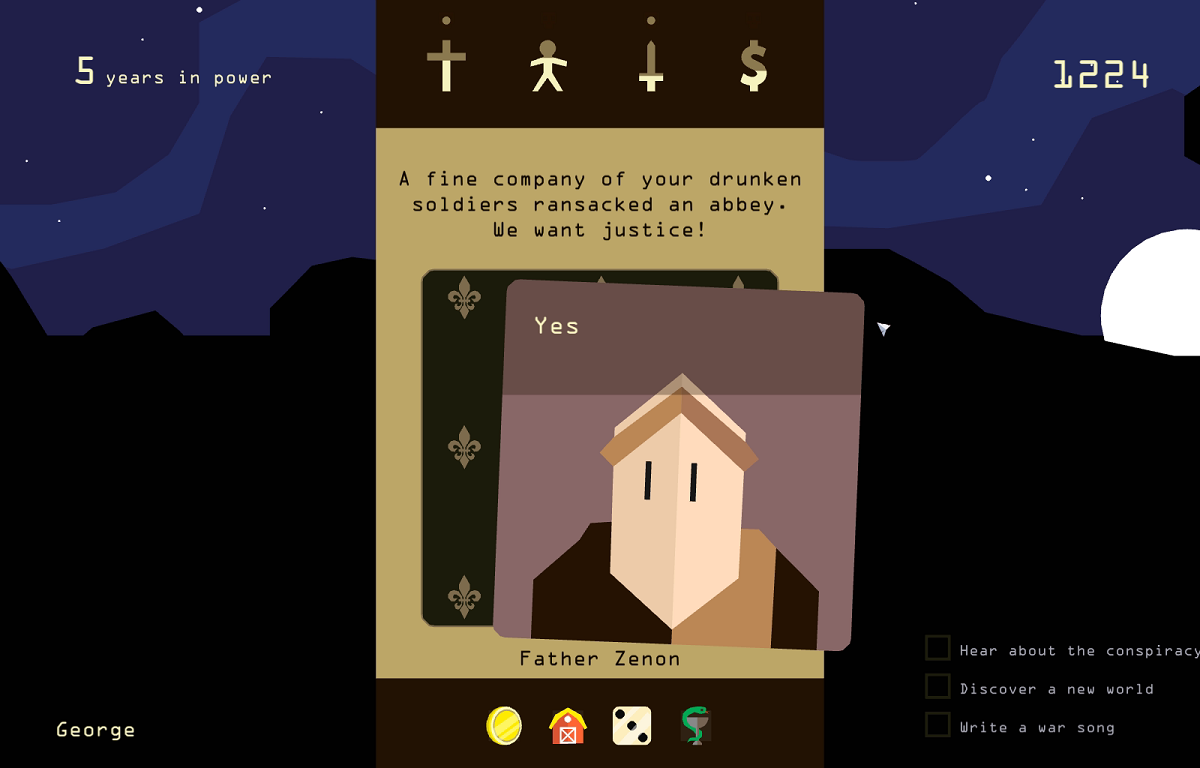 5 years in power
1224
A fine company of your drunken
soldiers ransacked an abbey.
We want justice!
Yes
Father Zenon
George
Hear about the conspiracy
Discover a new world
Write a war song